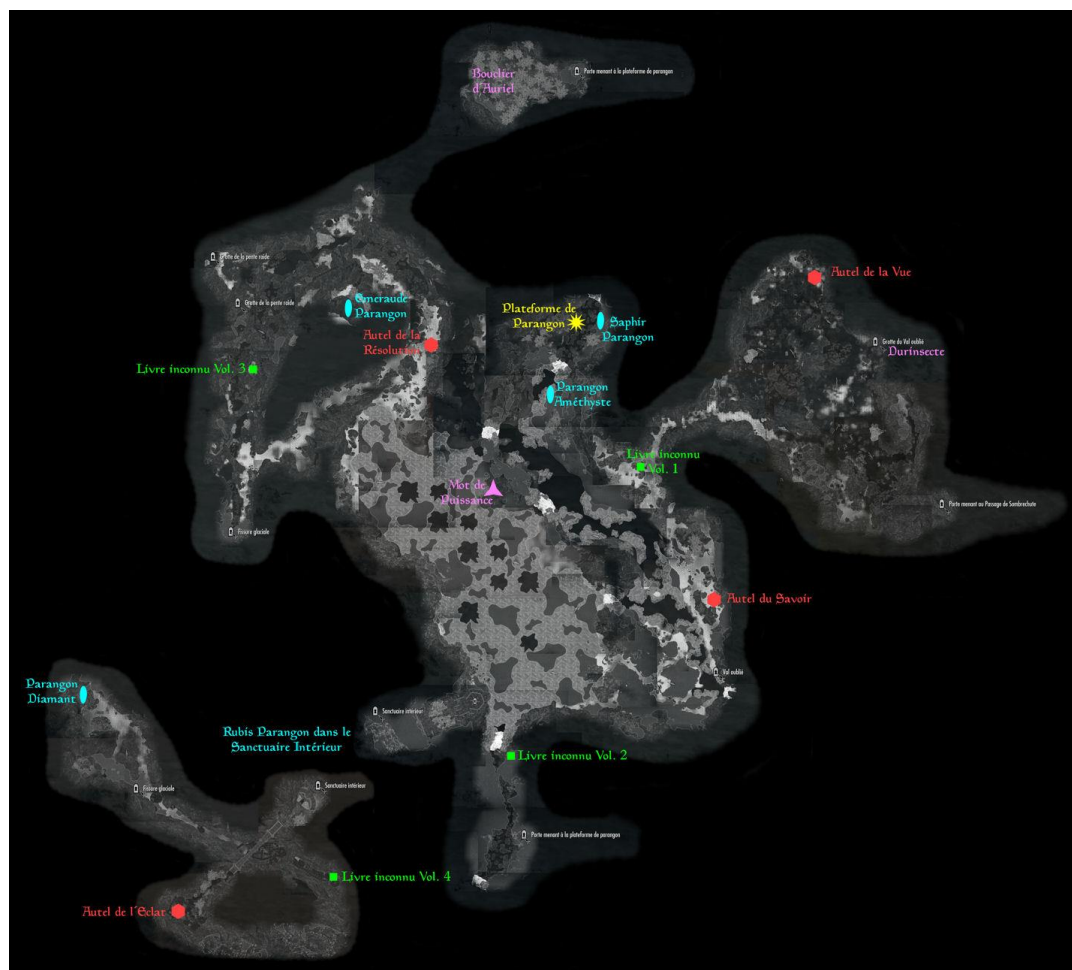 Bouclier
d'Auriel
Porte menant à la plateforme de parangon
Grotte de la pente raide
Autel de la Vue
Grotte de la pente raide
Émeraude
Parangon
Plateforme de
Parangon
Saphir
Parangon
Autel de la
Résolution
Grotte du Val oublié
Durinsecte
Livre inconnu Vol. 3
Parangon
Améthyste
Livre inconnu
Vol. 1
Mot de
Puissance
Porte menant au Passage de Sombrechute
Fissure glaciale
Autel du Savoir
Val oublié
Parangon
Diamant
Sanctuaire intérieur
Rubis Parangon dans le
Sanctuaire Intérieur
Livre inconnu Vol. 2
Fissure glaciale
Sanctuaire intérieur
Porte menant à la plateforme de parangon
Livre inconnu Vol. 4
Autel de l'Eclat